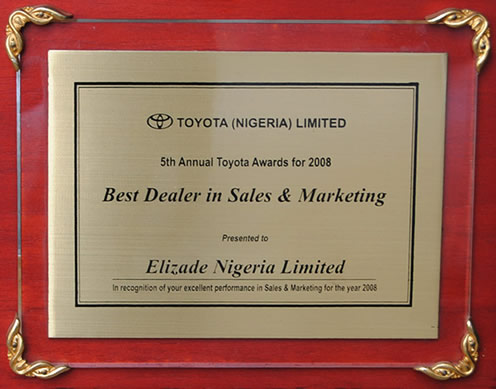 TOYOTA (NIGERIA) LIMITED
5th Annual Toyota Awards for 2008
Best Dealer in Sales & Marketing
Presented to
Elizade Nigeria Limited
In recognition of your excellent performance in Sales & Marketing for the year 2008